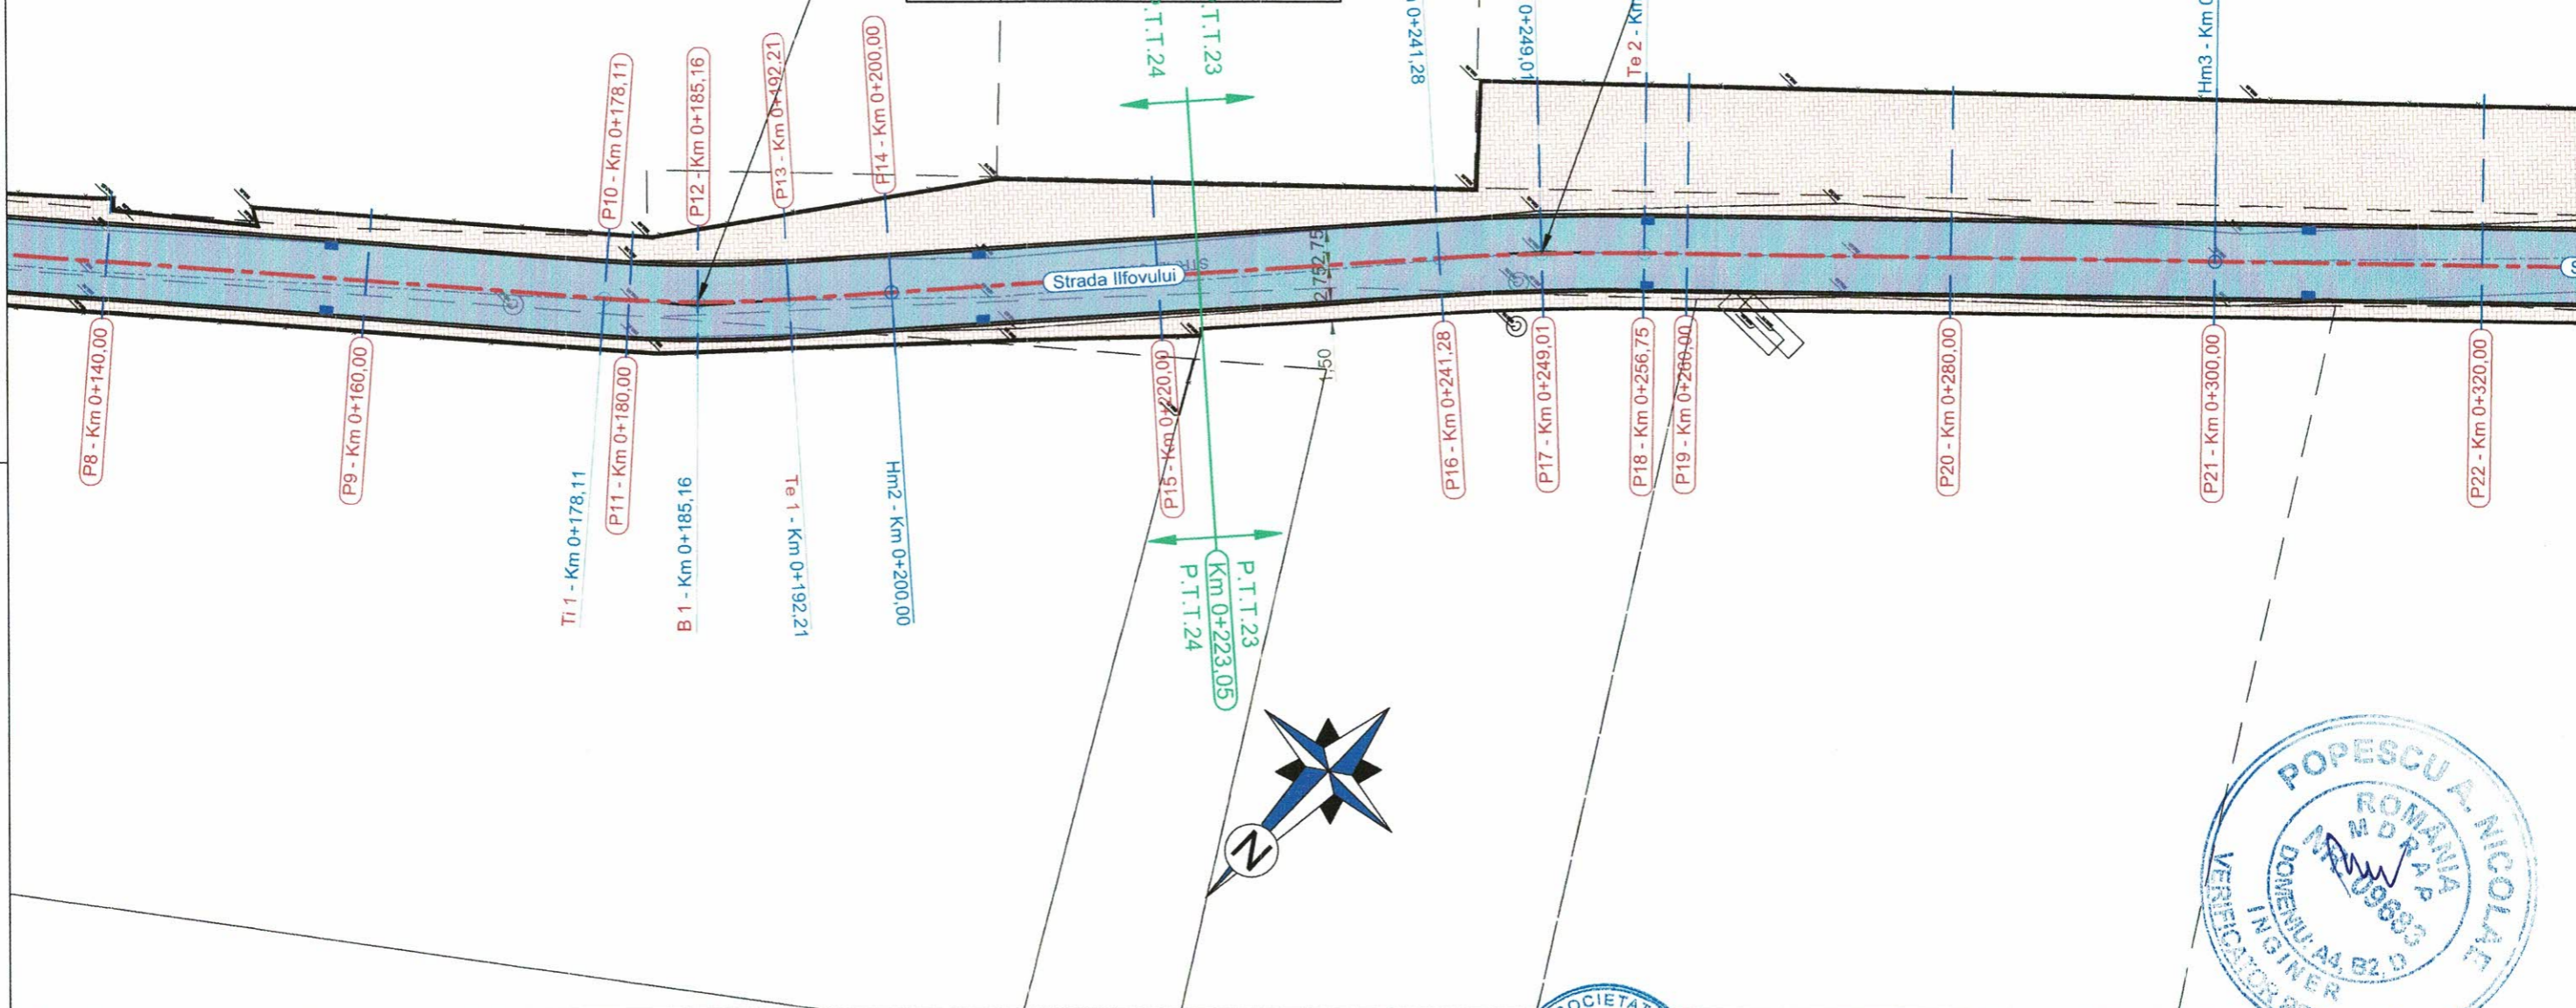 P10 - Km 0+178,11
P12 - Km 0+185,16
P13 - Km 0+192,21
P14 - Km 0+200,00
.T.T.24
.T.T.23
0+241,28
0+249,01
Te 2 - Km
Hm3 - Km 0
Strada Ilfovului
2,75
2,75
1,50
P8 - Km 0+140,00
P9 - Km 0+160,00
P11 - Km 0+180,00
P15 - Km 0+220,00
P16 - Km 0+241,28
P17 - Km 0+249,01
P18 - Km 0+256,75
P19 - Km 0+260,00
P20 - Km 0+280,00
P21 - Km 0+300,00
P22 - Km 0+320,00
Ti 1 - Km 0+178,11
B 1 - Km 0+185,16
Te 1 - Km 0+192,21
Hm2 - Km 0+200,00
P.T.T.24
Km 0+223,05
P.T.T.23
N
POPESCU A. NICOLAE
ROMÂNIA
M D R A P
09683
DOMENIU: A4, B2, D
INGINER
VERIFICATOR
SOCIETAT